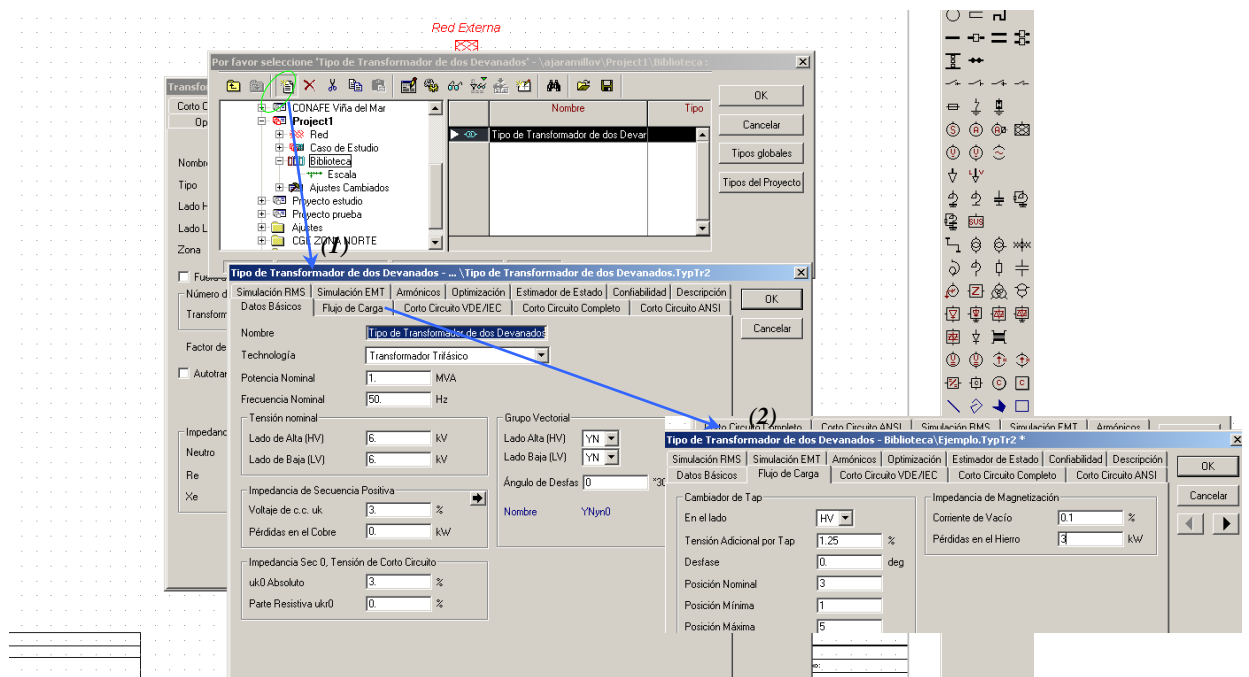 Red Externa
Por favor seleccione 'Tipo de Transformador de dos Devanados' - \ajaramillov\Project1\Biblioteca :
Nombre
Tipo
OK
Cancelar
Tipos globales
Tipos del Proyecto
CONAFE Viña del Mar
Project1
Red
Caso de Estudio
Biblioteca
Escala
Ajustes Cambiados
Proyecto estudio
Proyecto prueba
Ajustes
CGE ZONA NORTE
Tipo de Transformador de dos Devar
Corto C
Op
Nombr
Tipo
Lado H
Lado L
Zona
Número d
Transform
Factor de
Autotrar
Impedanc
Neutro
Re
Xe
(1)
Tipo de Transformador de dos Devanados - ... \Tipo de Transformador de dos Devanados.TypTr2
Simulación RMS
Simulación EMT
Armónicos
Optimización
Estimador de Estado
Confiabilidad
Descripción
Datos Básicos
Flujo de Carga
Corto Circuito VDE/IEC
Corto Circuito Completo
Corto Circuito ANSI
OK
Cancelar
Nombre
Tipo de Transformador de dos Devanados
Technología
Transformador Trifásico
Potencia Nominal
1.
MVA
Frecuencia Nominal
50.
Hz
Tensión nominal
Lado de Alta (HV)
6.
kV
Lado de Baja (LV)
6.
kV
Impedancia de Secuencia Positiva
Voltaje de c.c. uk
3.
%
Pérdidas en el Cobre
0.
kW
Impedancia Sec 0, Tensión de Corto Circuito
uk0 Absoluto
3.
%
Parte Resistiva ukr0
0.
%
Grupo Vectorial
Lado Alta (HV)
YN
Lado Baja (LV)
YN
Ángulo de Desfas
0
*30
Nombre
YNyn0
(2)
Corto Circuito Completo
Corto Circuito ANSI
Simulación RMS
Simulación EMT
Armónicos
Tipo de Transformador de dos Devanados - Biblioteca\Ejemplo.TypTr2 *
Simulación RMS
Simulación EMT
Armónicos
Optimización
Estimador de Estado
Confiabilidad
Descripción
Datos Básicos
Flujo de Carga
Corto Circuito VDE/IEC
Corto Circuito Completo
Corto Circuito ANSI
OK
Cancelar
Cambiador de Tap
En el lado
HV
Tensión Adicional por Tap
1.25
%
Desfase
0.
deg
Posición Nominal
3
Posición Mínima
1
Posición Máxima
5
Impedancia de Magnetización
Corriente de Vacío
0.1
%
Pérdidas en el Hierro
3
kW
SUS